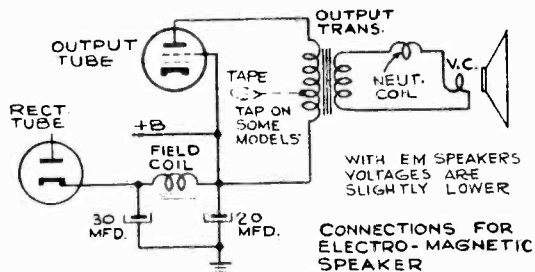 OUTPUT
TRANS.
OUTPUT
TUBE
TAPE
TAP ON
SOME
MODELS
NEUT.
COIL
V.C.
RECT.
TUBE
+B
FIELD
COIL
30
MFD.
20
MFD.
WITH EM SPEAKERS
VOLTAGES ARE
SLIGHTLY LOWER
CONNECTIONS FOR
ELECTRO-MAGNETIC
SPEAKER